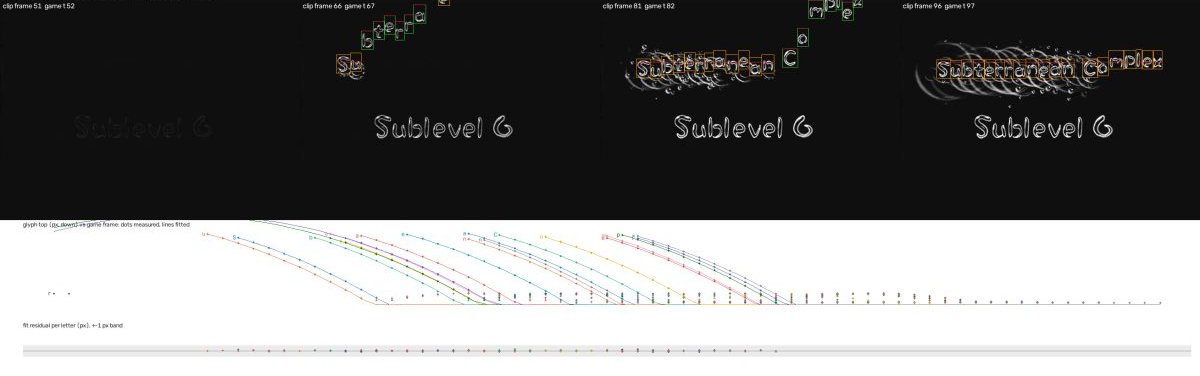 clip frame 51 game t 52
clip frame 66 game t 67
clip frame 81 game t 82
clip frame 96 game t 97
Su b t e r r a
Subterranean C o m p l e
Subterranean Complex
Sublevel 6
Sublevel 6
Sublevel 6
Sublevel 6
glyph top (px, down) vs game frame: dots measured, lines fitted
fit residual per letter (px), +-1 px band